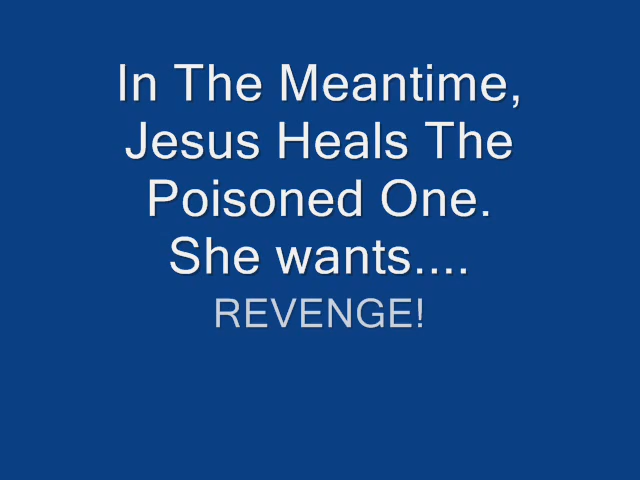 In The Meantime,
Jesus Heals The
Poisoned One.
She wants....
REVENGE!